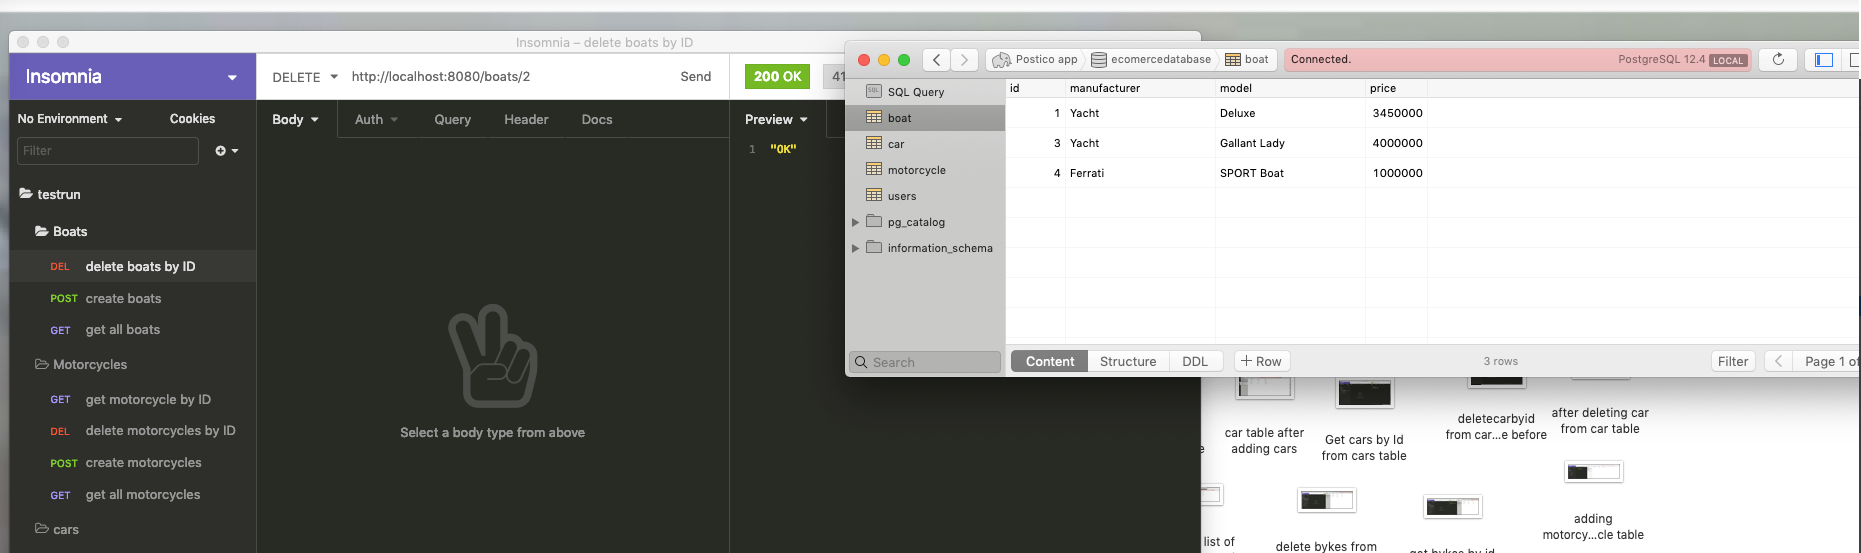 Insomnia – delete boats by ID
Insomnia
DELETE
http://localhost:8080/boats/2
Send
200 OK
41
No Environment
Cookies
Body
Auth
Query
Header
Docs
Preview
Filter
1 "OK"
testrun
Boats
DEL delete boats by ID
POST create boats
GET get all boats
Motorcycles
GET get motorcycle by ID
DEL delete motorcycles by ID
POST create motorcycles
GET get all motorcycles
cars
Select a body type from above
Postico app
ecomercedatabase
boat
Connected.
PostgreSQL 12.4 LOCAL
SQL SQL Query
boat
car
motorcycle
users
pg_catalog
information_schema
Search
id manufacturer model price
1 Yacht Deluxe 3450000
3 Yacht Gallant Lady 4000000
4 Ferrati SPORT Boat 1000000
Content
Structure
DDL
+ Row
3 rows
Filter
Page 1 of
e
car table after
adding cars
Get cars by Id
from cars table
deletecarbyid
from car...e before
after deleting car
from car table
list of
delete bykes from
get bykes by id
adding
motorcy...cle table